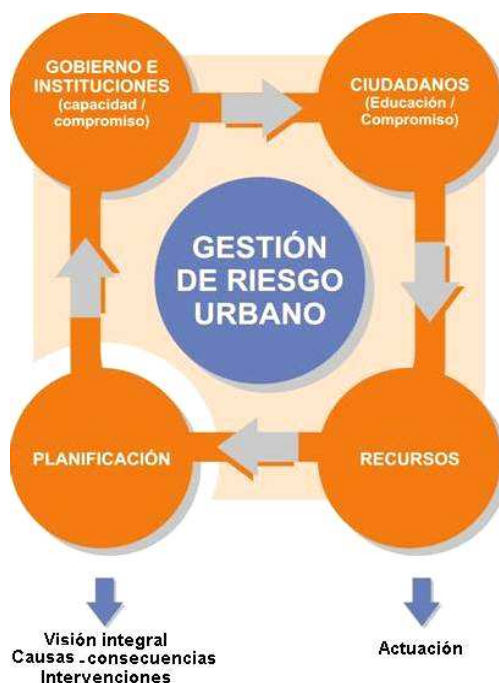 GOBIERNO E
INSTITUCIONES
(capacidad /
compromiso)
CIUDADANOS
(Educación /
Compromiso)
GESTIÓN
DE RIESGO
URBANO
PLANIFICACIÓN
RECURSOS
Visión integral
Causas - consecuencias
Intervenciones
Actuación